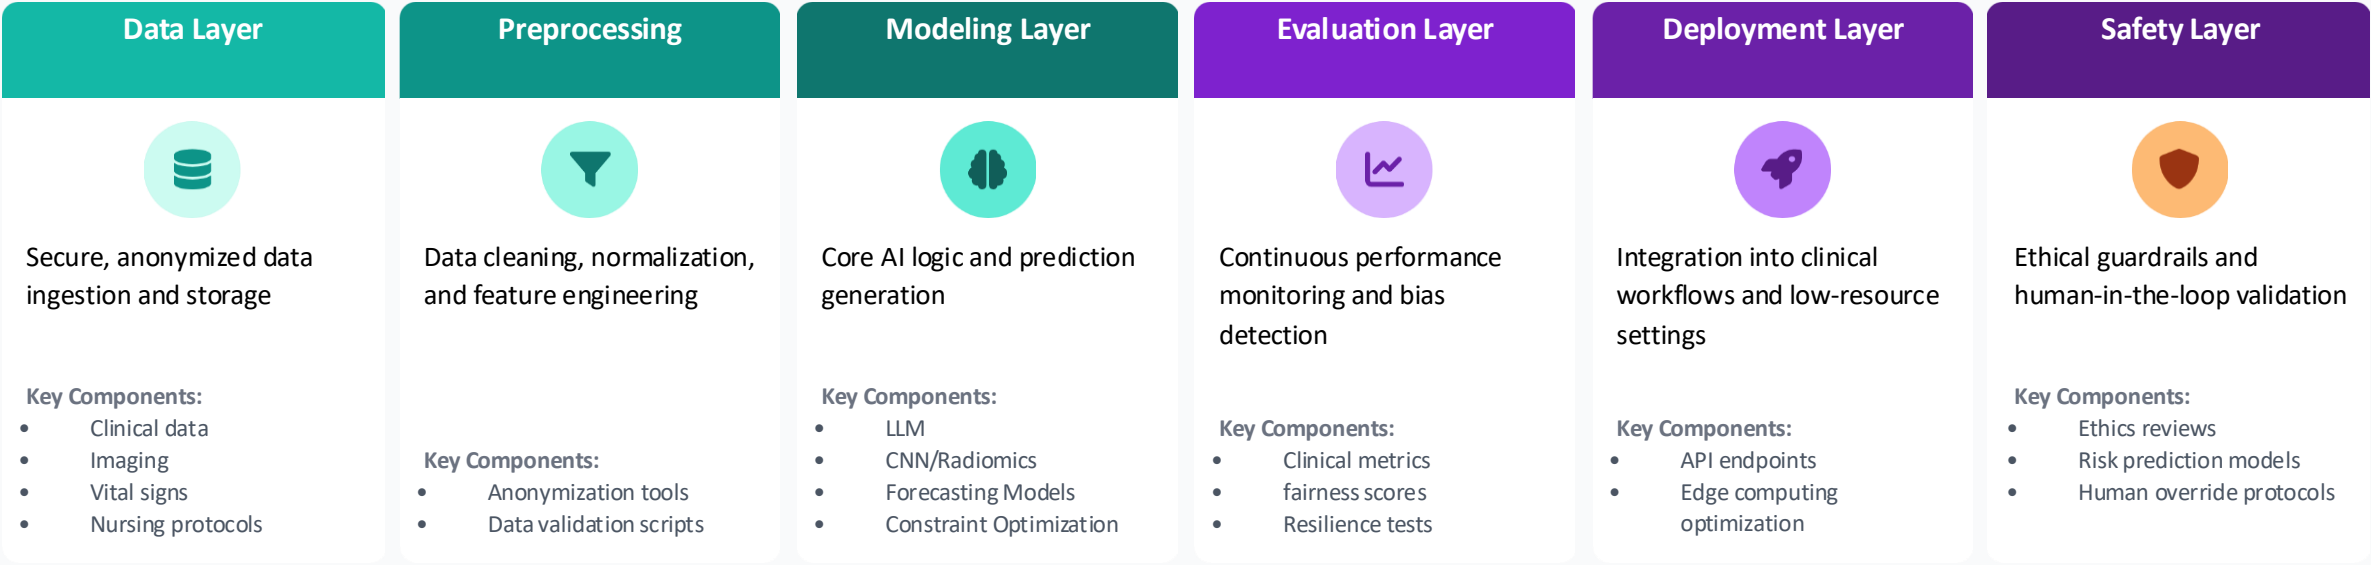 Data Layer
Secure, anonymized data
ingestion and storage
Key Components:
• Clinical data
• Imaging
• Vital signs
• Nursing protocols
Preprocessing
Data cleaning, normalization,
and feature engineering
Key Components:
• Anonymization tools
• Data validation scripts
Modeling Layer
Core AI logic and prediction
generation
Key Components:
• LLM
• CNN/Radiomics
• Forecasting Models
• Constraint Optimization
Evaluation Layer
Continuous performance
monitoring and bias
detection
Key Components:
• Clinical metrics
• fairness scores
• Resilience tests
Deployment Layer
Integration into clinical
workflows and low-resource
settings
Key Components:
• API endpoints
• Edge computing
optimization
Safety Layer
Ethical guardrails and
human-in-the-loop validation
Key Components:
• Ethics reviews
• Risk prediction models
• Human override protocols